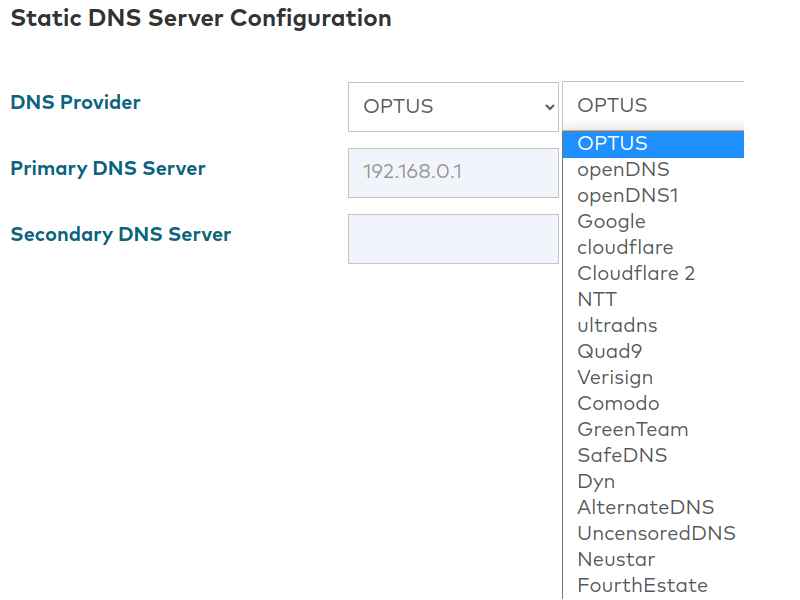 Static DNS Server Configuration
DNS Provider
OPTUS
OPTUS
Primary DNS Server
192.168.0.1
Secondary DNS Server
OPTUS
openDNS
openDNS1
Google
cloudflare
Cloudflare 2
NTT
ultradns
Quad9
Verisign
Comodo
GreenTeam
SafeDNS
Dyn
AlternateDNS
UncensoredDNS
Neustar
FourthEstate